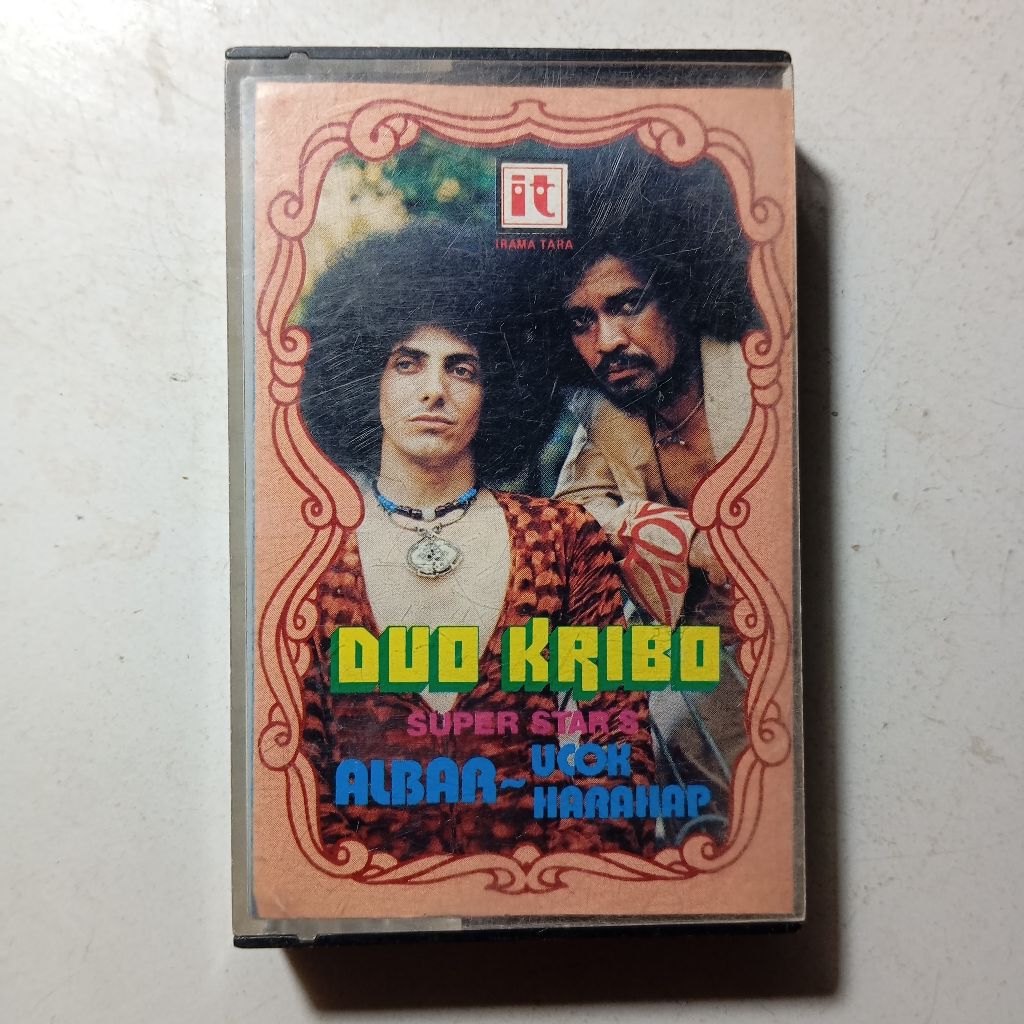 it
IRAMA TARA
DUO KRIBO
SUPER STAR'S
ALBAR~ UCOK
HARAHAP